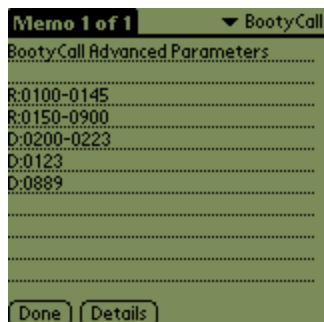 Memo 1 of 1 BootyCall
BootyCall Advanced Parameters
R:0100-0145
R:0150-0900
D:0200-0223
D:0123
D:0889
Done Details